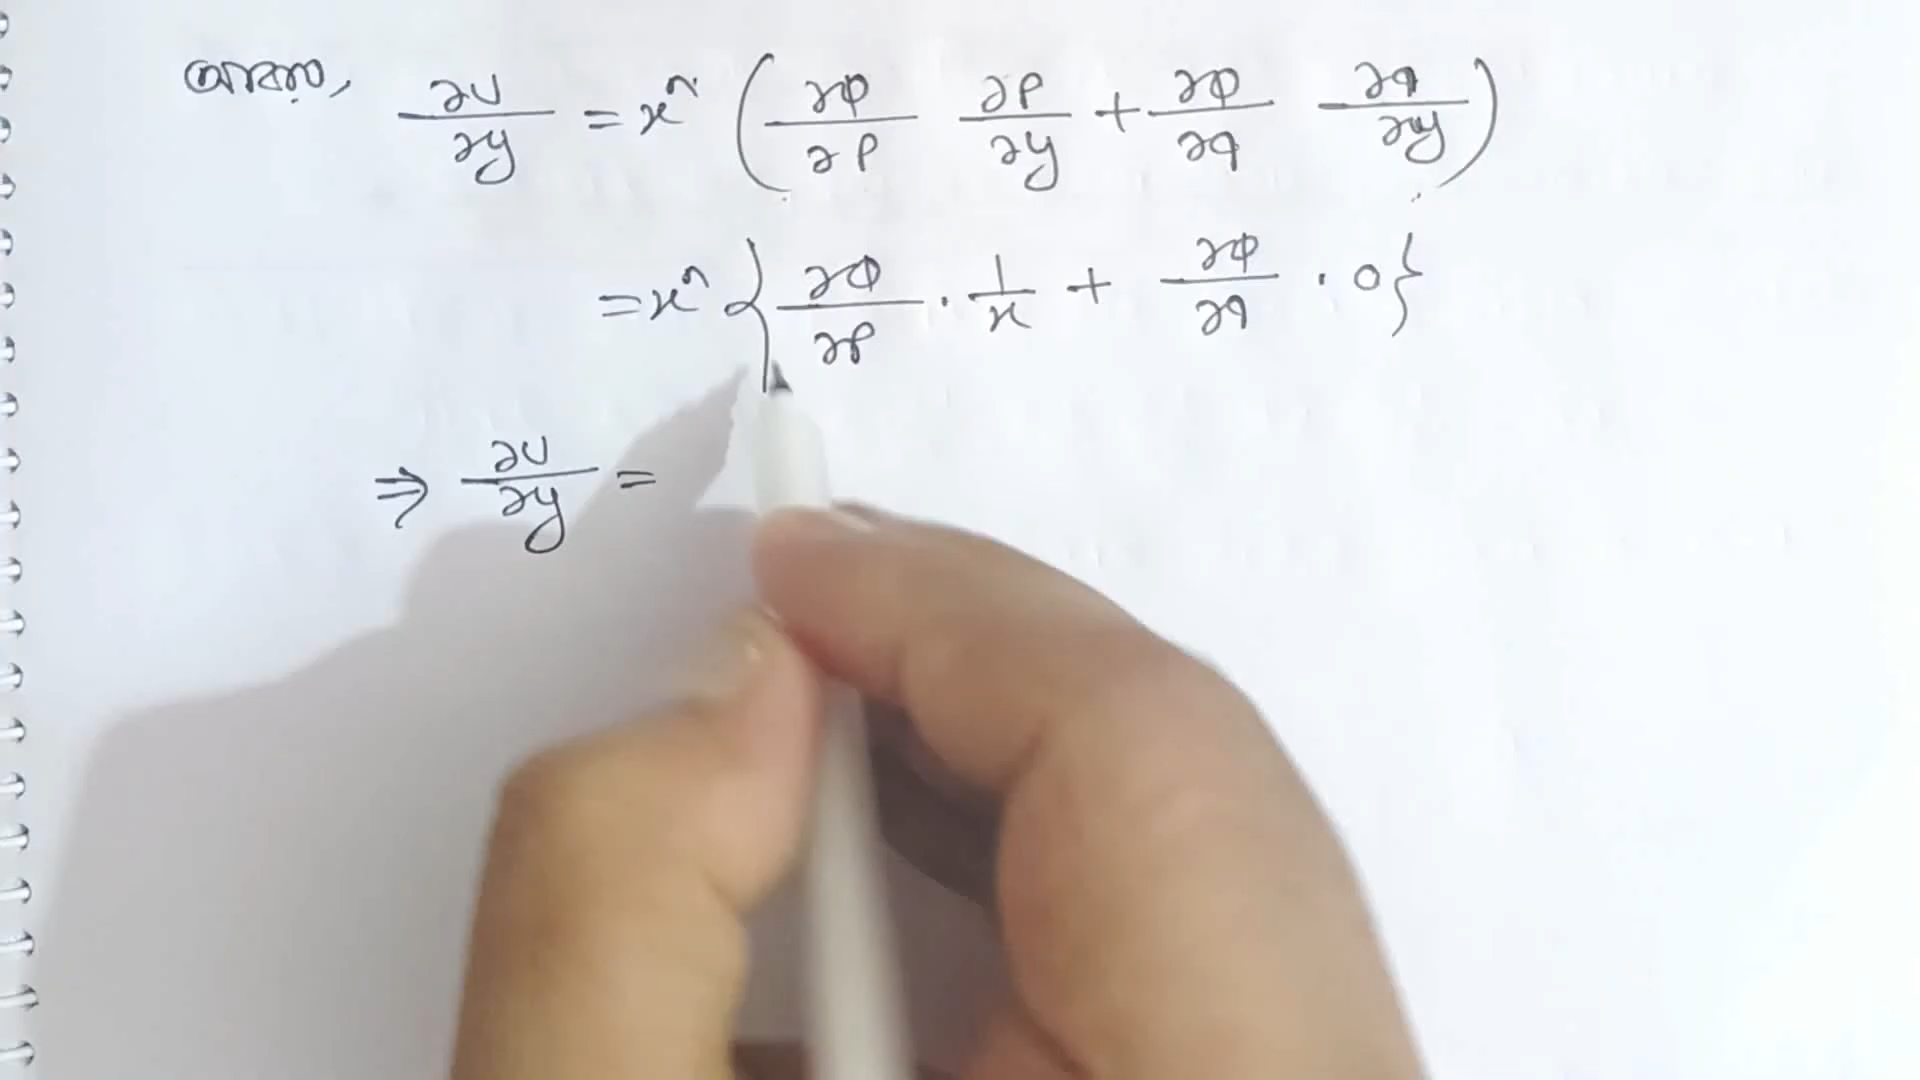 আবার, ∂U/∂y = xⁿ (∂Φ/∂P ∂P/∂y + ∂Φ/∂q ∂q/∂y)
= xⁿ {∂Φ/∂P · 1/x + ∂Φ/∂q · 0}
⇒ ∂U/∂y =